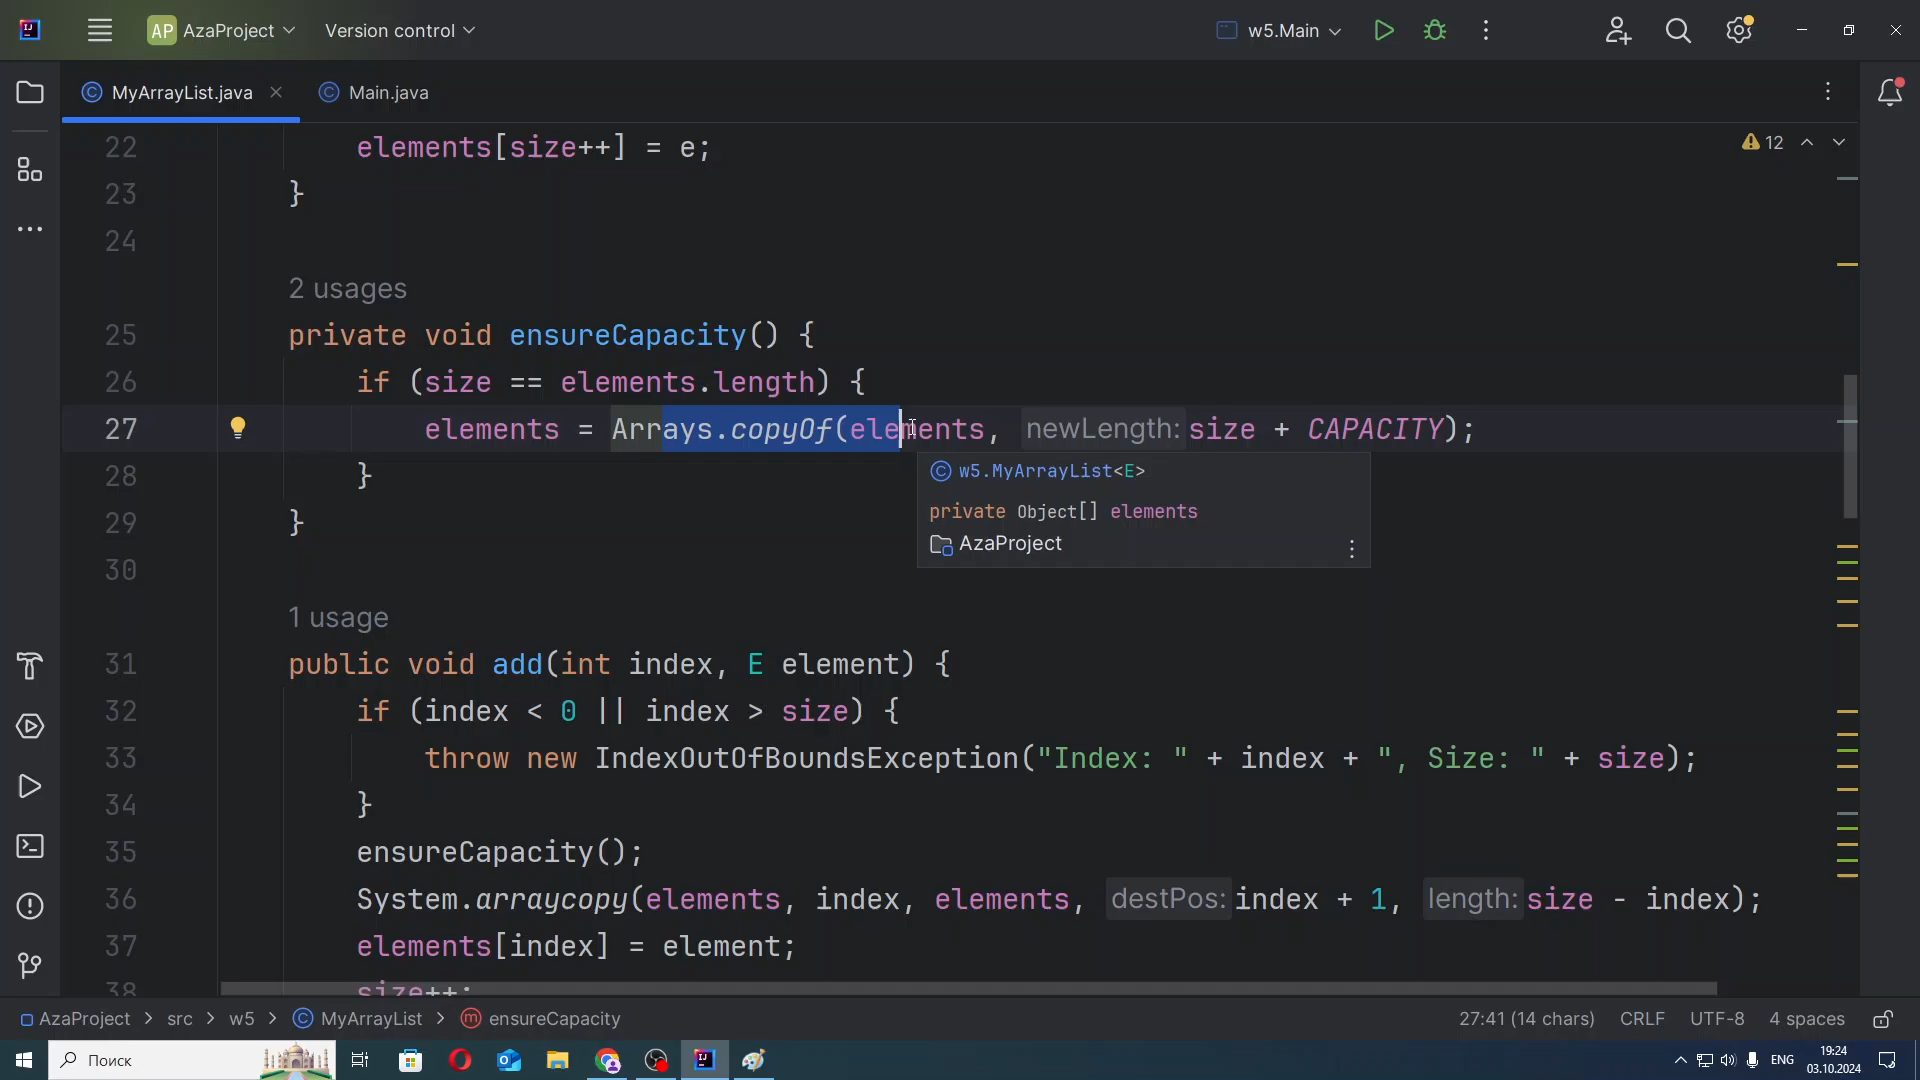 AP AzaProject Version control w5.Main
MyArrayList.java Main.java
12
22 elements[size++] = e;
23 }
24
2 usages
25 private void ensureCapacity() {
26 if (size == elements.length) {
27 elements = Arrays.copyOf(elements, newLength: size + CAPACITY);
w5.MyArrayList<E>
28 }
private Object[] elements
29 }
AzaProject
30
1 usage
31 public void add(int index, E element) {
32 if (index < 0 || index > size) {
33 throw new IndexOutOfBoundsException("Index: " + index + ", Size: " + size);
34 }
35 ensureCapacity();
36 System.arraycopy(elements, index, elements, destPos: index + 1, length: size - index);
37 elements[index] = element;
38 size++;
AzaProject > src > w5 > MyArrayList > ensureCapacity 27:41 (14 chars) CRLF UTF-8 4 spaces
Поиск ENG 19:24
03.10.2024